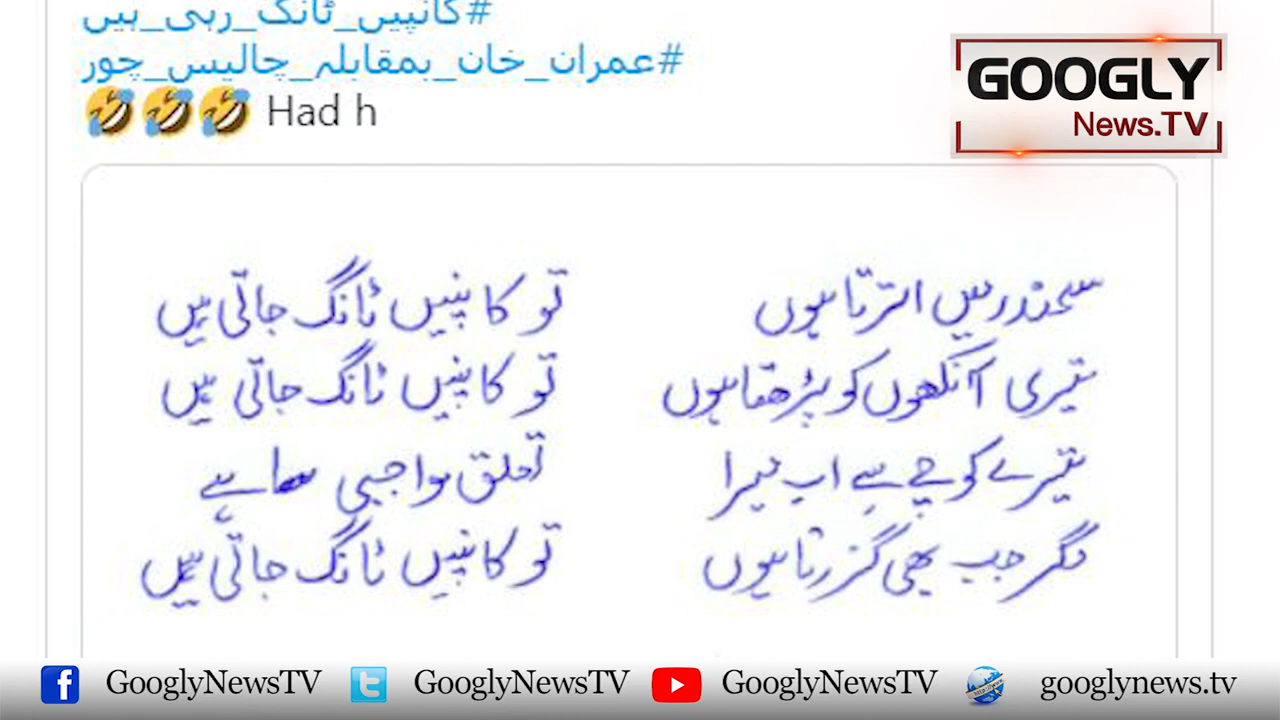 #کانپیں_ٹانگ_رہی_ہیں
#عمران_خان_بمقابلہ_چالیس_چور
🤣🤣🤣 Had h
GOOGLY
News.TV
سمندر میں اترتا ہوں تو کانپیں ٹانگ جاتی ہیں
تیری آنکھوں کو پڑھتا ہوں تو کانپیں ٹانگ جاتی ہیں
تیرے کوچے سے اب میرا تعلق واجبی سا ہے
مگر جب بھی گزرتا ہوں تو کانپیں ٹانگ جاتی ہیں
GooglyNewsTV GooglyNewsTV GooglyNewsTV googlynews.tv